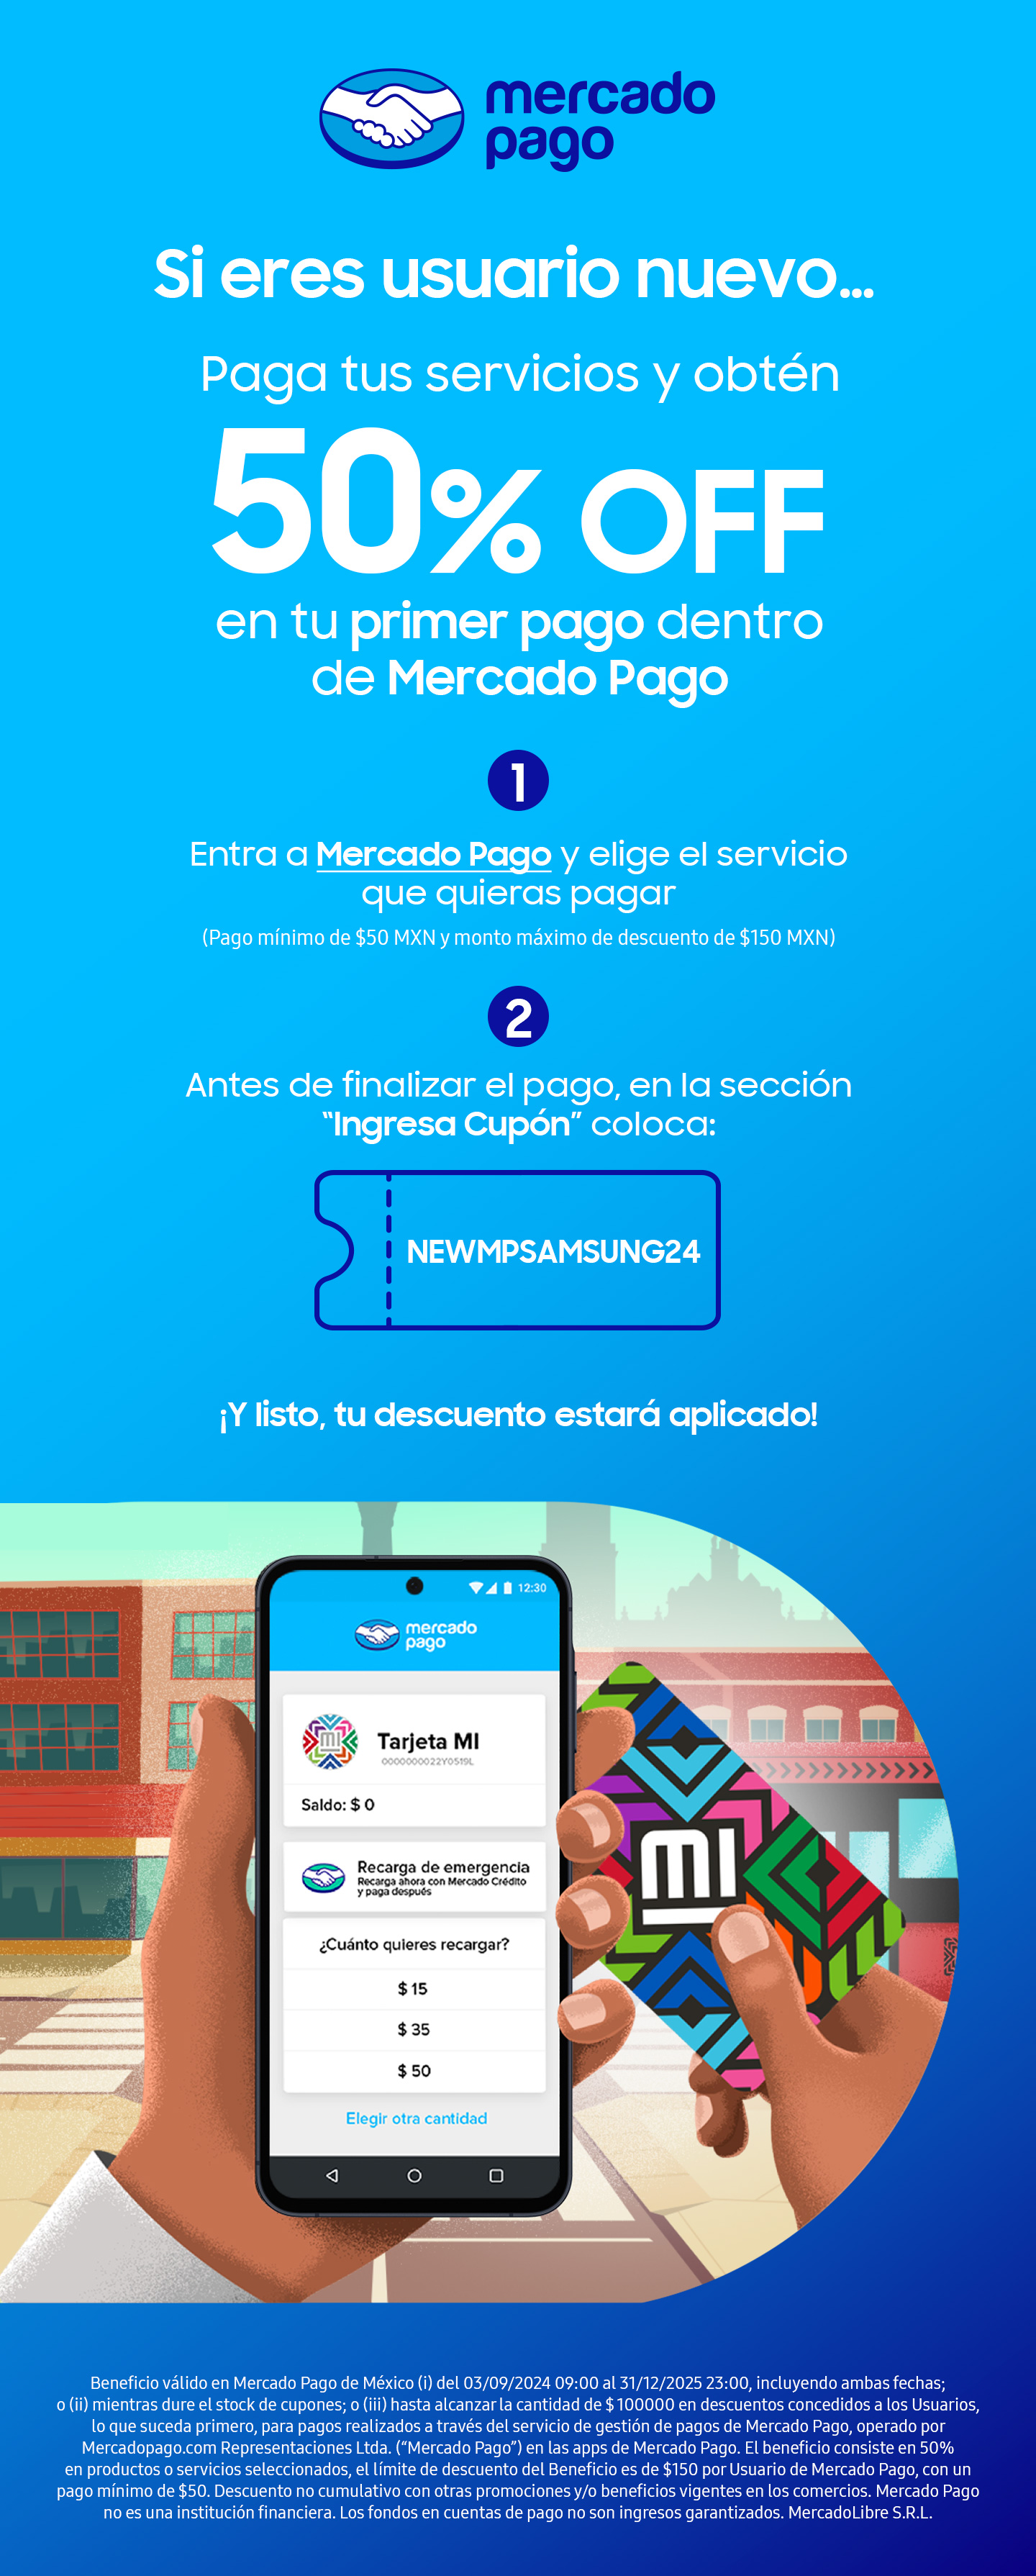 mercado
pago
Si eres usuario nuevo...
Paga tus servicios y obtén
50% OFF
en tu primer pago dentro
de Mercado Pago
1
Entra a Mercado Pago y elige el servicio
que quieras pagar
(Pago mínimo de $50 MXN y monto máximo de descuento de $150 MXN)
2
Antes de finalizar el pago, en la sección
“Ingresa Cupón” coloca:
NEWMPSAMSUNG24
¡Y listo, tu descuento estará aplicado!
12:30
mercado
pago
MI
Tarjeta MI
0000000022Y0519L
Saldo: $ 0
Recarga de emergencia
Recarga ahora con Mercado Crédito
y paga después
¿Cuánto quieres recargar?
$ 15
$ 35
$ 50
Elegir otra cantidad
MI
Beneficio válido en Mercado Pago de México (i) del 03/09/2024 09:00 al 31/12/2025 23:00, incluyendo ambas fechas;
o (ii) mientras dure el stock de cupones; o (iii) hasta alcanzar la cantidad de $ 100000 en descuentos concedidos a los Usuarios,
lo que suceda primero, para pagos realizados a través del servicio de gestión de pagos de Mercado Pago, operado por
Mercadopago.com Representaciones Ltda. (“Mercado Pago”) en las apps de Mercado Pago. El beneficio consiste en 50%
en productos o servicios seleccionados, el límite de descuento del Beneficio es de $150 por Usuario de Mercado Pago, con un
pago mínimo de $50. Descuento no cumulativo con otras promociones y/o beneficios vigentes en los comercios. Mercado Pago
no es una institución financiera. Los fondos en cuentas de pago no son ingresos garantizados. MercadoLibre S.R.L.